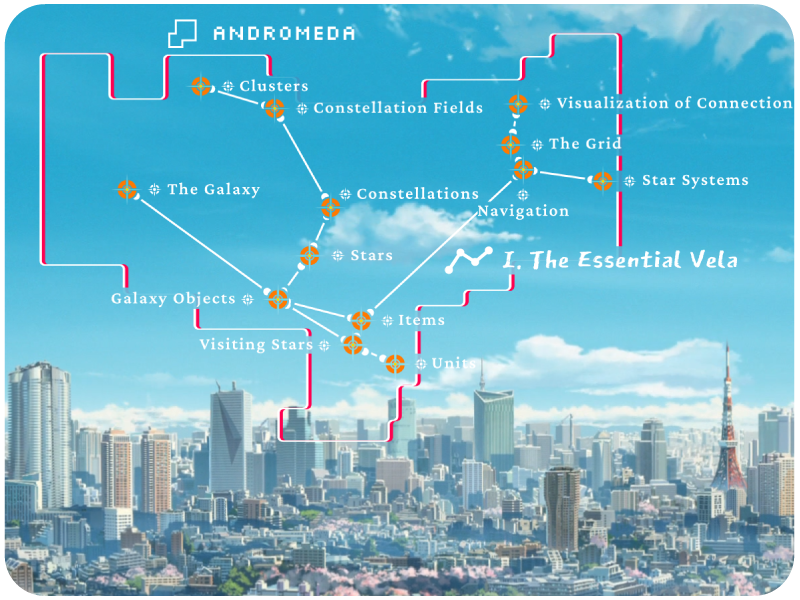 ANDROMEDA
Clusters
Constellation Fields
Visualization of Connection
The Grid
The Galaxy
Star Systems
Constellations
Navigation
Stars
I. The Essential Vela
Galaxy Objects
Items
Visiting Stars
Units